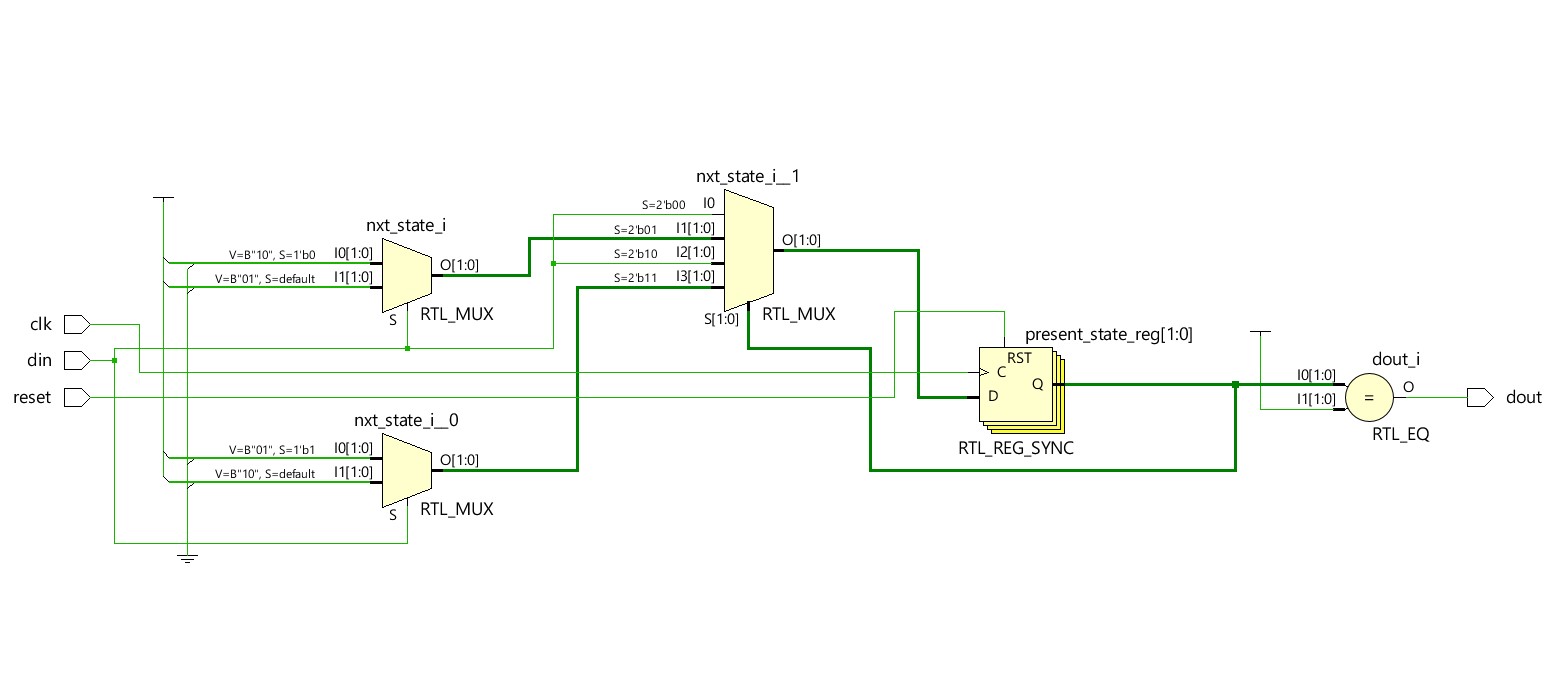 nxt_state_i__1
S=2'b00 I0
nxt_state_i
S=2'b01 I1[1:0]
O[1:0]
V=B"10", S=1'b0 I0[1:0]
O[1:0]
S=2'b10 I2[1:0]
V=B"01", S=default I1[1:0]
S=2'b11 I3[1:0]
S
RTL_MUX
S[1:0]
RTL_MUX
clk
present_state_reg[1:0]
din
RST
dout_i
C
Q
I0[1:0]
O
reset
D
I1[1:0]
=
dout
nxt_state_i__0
RTL_REG_SYNC
RTL_EQ
V=B"01", S=1'b1 I0[1:0]
O[1:0]
V=B"10", S=default I1[1:0]
S
RTL_MUX